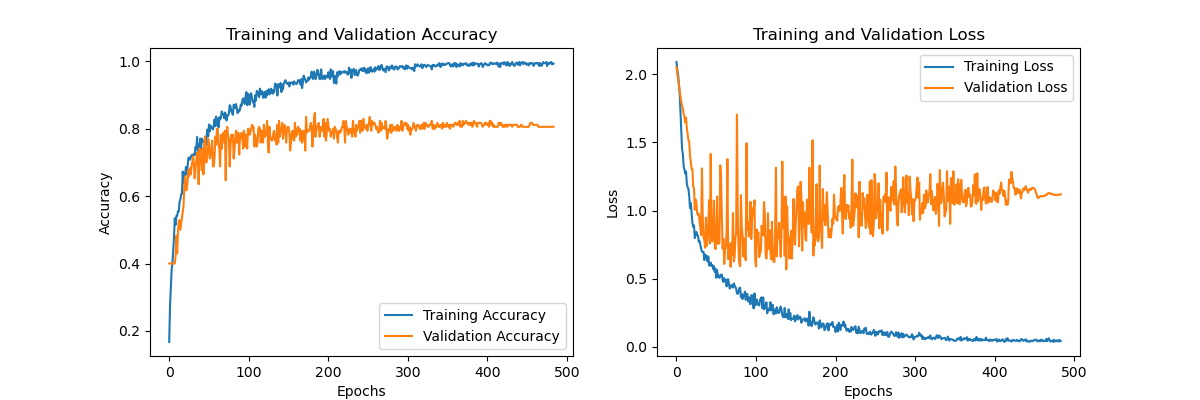 Training and Validation Accuracy
Accuracy
1.0
0.8
0.6
0.4
0.2
0 100 200 300 400 500
Epochs
Training Accuracy
Validation Accuracy
Training and Validation Loss
Loss
2.0
1.5
1.0
0.5
0.0
0 100 200 300 400 500
Epochs
Training Loss
Validation Loss